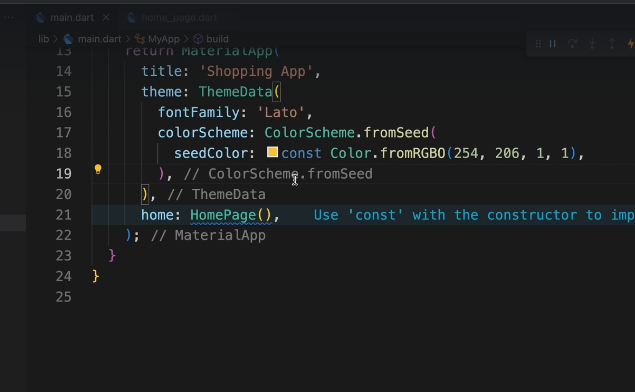 ... main.dart × home_page.dart
lib > main.dart > MyApp > build
13 return MaterialApp(
14 title: 'Shopping App',
15 theme: ThemeData(
16 fontFamily: 'Lato',
17 colorScheme: ColorScheme.fromSeed(
18 seedColor: const Color.fromRGBO(254, 206, 1, 1),
19 ), // ColorScheme.fromSeed
20 ), // ThemeData
21 home: HomePage(), Use 'const' with the constructor to imp
22 ); // MaterialApp
23 }
24 }
25